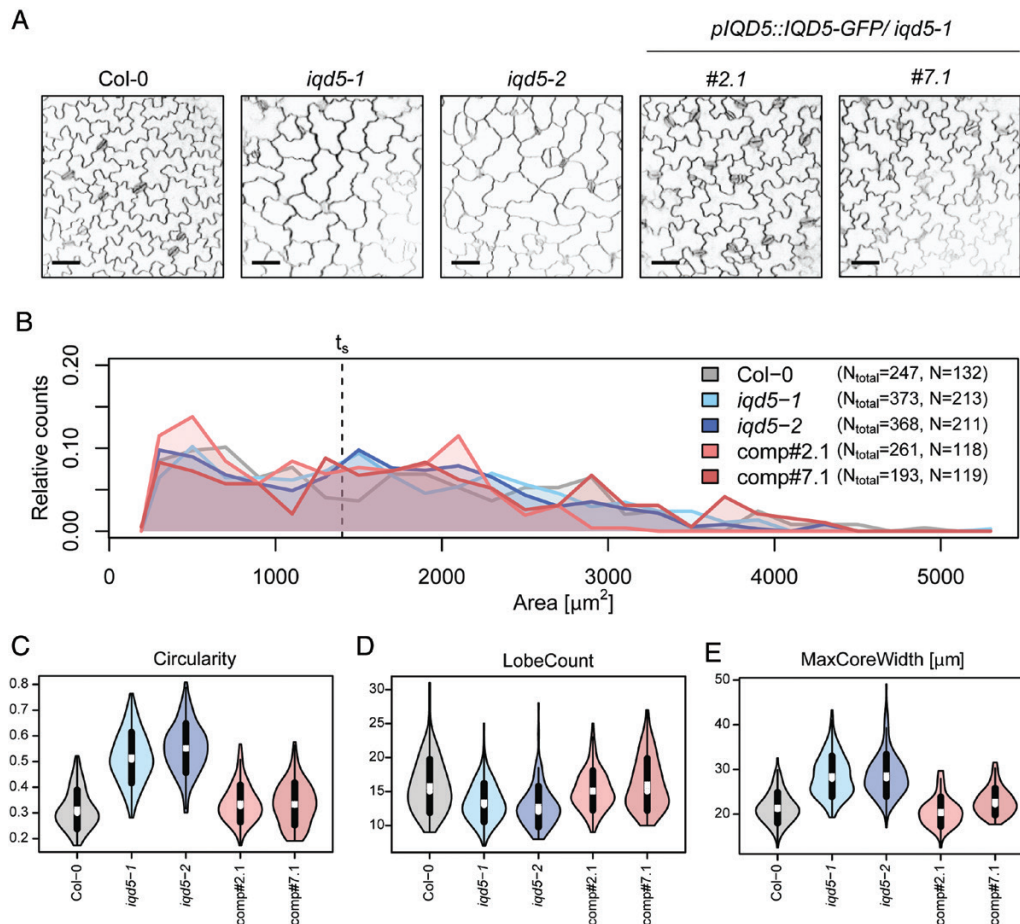 A
pIQD5::IQD5-GFP/ iqd5-1
Col-0 iqd5-1 iqd5-2 #2.1 #7.1
B
ts
0.20
0.10
0.00
Relative counts
Col−0 (Ntotal=247, N=132)
iqd5−1 (Ntotal=373, N=213)
iqd5−2 (Ntotal=368, N=211)
comp#2.1 (Ntotal=261, N=118)
comp#7.1 (Ntotal=193, N=119)
0 1000 2000 3000 4000 5000
Area [µm²]
C
Circularity
0.8
0.7
0.6
0.5
0.4
0.3
0.2
Col−0
iqd5−1
iqd5−2
comp#2.1
comp#7.1
D
LobeCount
30
25
20
15
10
Col−0
iqd5−1
iqd5−2
comp#2.1
comp#7.1
E
MaxCoreWidth [µm]
50
40
30
20
Col−0
iqd5−1
iqd5−2
comp#2.1
comp#7.1